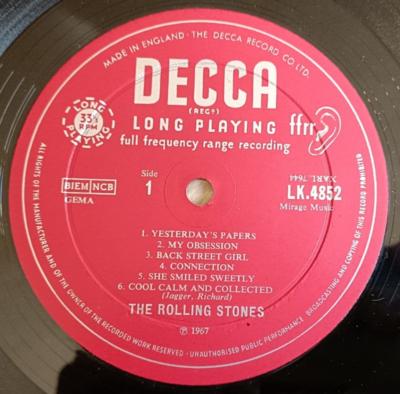 MADE IN ENGLAND · THE DECCA RECORD CO. LTD.
DECCA
(REGD)
LONG PLAYING
ffrr
full frequency range recording
LONG PLAYING
33⅓
RPM
BIEM NCB
GEMA
Side
1
XARL 7644
LK.4852
Mirage Music
1. YESTERDAY'S PAPERS
2. MY OBSESSION
3. BACK STREET GIRL
4. CONNECTION
5. SHE SMILED SWEETLY
6. COOL CALM AND COLLECTED
(Jagger, Richard)
THE ROLLING STONES
℗ 1967
ALL RIGHTS OF THE MANUFACTURER AND OF THE OWNER OF THE RECORDED WORK RESERVED · UNAUTHORISED PUBLIC PERFORMANCE BROADCASTING AND COPYING OF THIS RECORD PROHIBITED